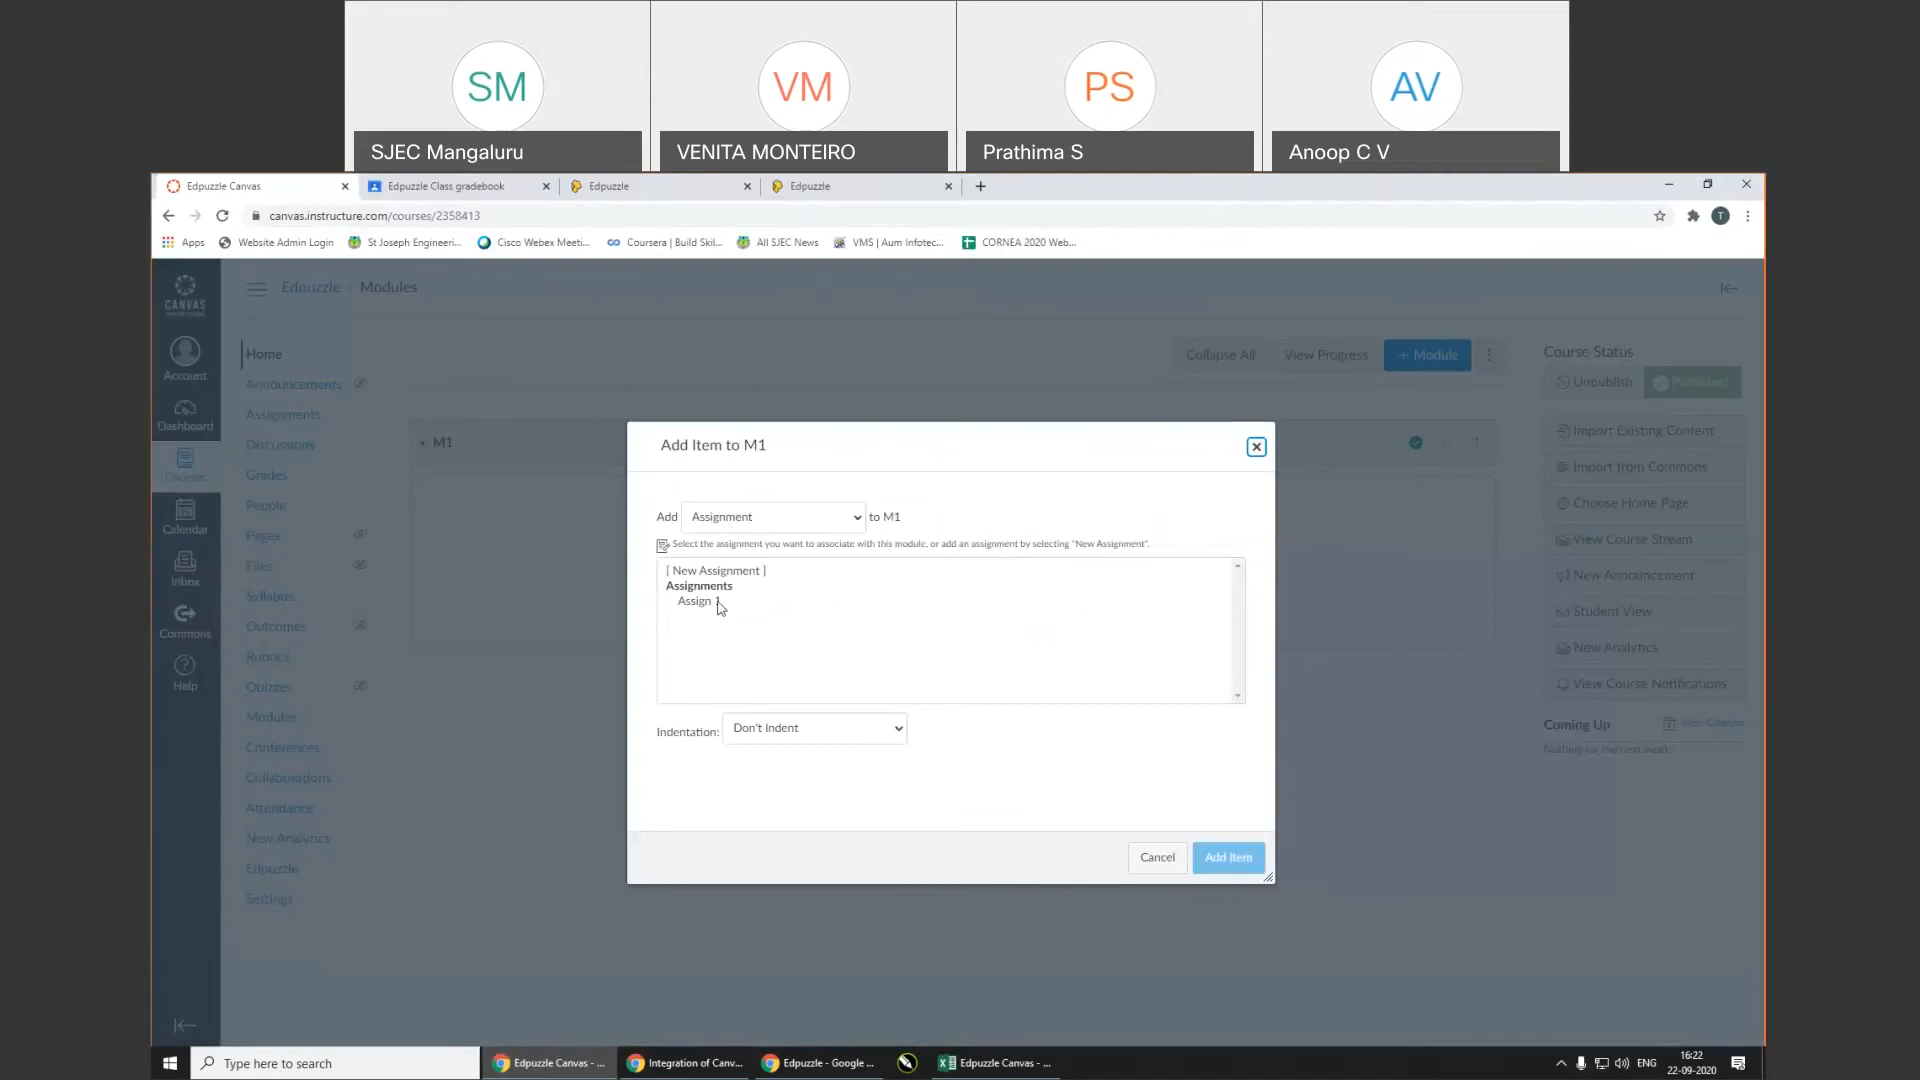 SM
VM
PS
AV
SJEC Mangaluru
VENITA MONTEIRO
Prathima S
Anoop C V
Edpuzzle Canvas
Edpuzzle Class gradebook
Edpuzzle
Edpuzzle
canvas.instructure.com/courses/2358413
T
Apps
Website Admin Login
St Joseph Engineeri...
Cisco Webex Meeti...
Coursera | Build Skil...
All SJEC News
VMS | Aum Infotec...
CORNEA 2020 Web...
CANVAS
Account
Dashboard
Courses
Calendar
Inbox
Commons
Help
Edpuzzle
Modules
Home
Announcements
Assignments
Discussions
Grades
People
Pages
Files
Syllabus
Outcomes
Rubrics
Quizzes
Modules
Conferences
Collaborations
Attendance
New Analytics
Edpuzzle
Settings
Collapse All
View Progress
+ Module
M1
Add Item to M1
Add Assignment to M1
Select the assignment you want to associate with this module, or add an assignment by selecting "New Assignment".
[ New Assignment ]
Assignments
Assign 1
Indentation: Don't Indent
Cancel
Add Item
Course Status
Unpublish
Published
Import Existing Content
Import from Commons
Choose Home Page
View Course Stream
New Announcement
Student View
New Analytics
View Course Notifications
Coming Up
View Calendar
Nothing for the next week
Type here to search
Edpuzzle Canvas - ...
Integration of Canv...
Edpuzzle - Google ...
Edpuzzle Canvas - ...
ENG
16:22
22-09-2020